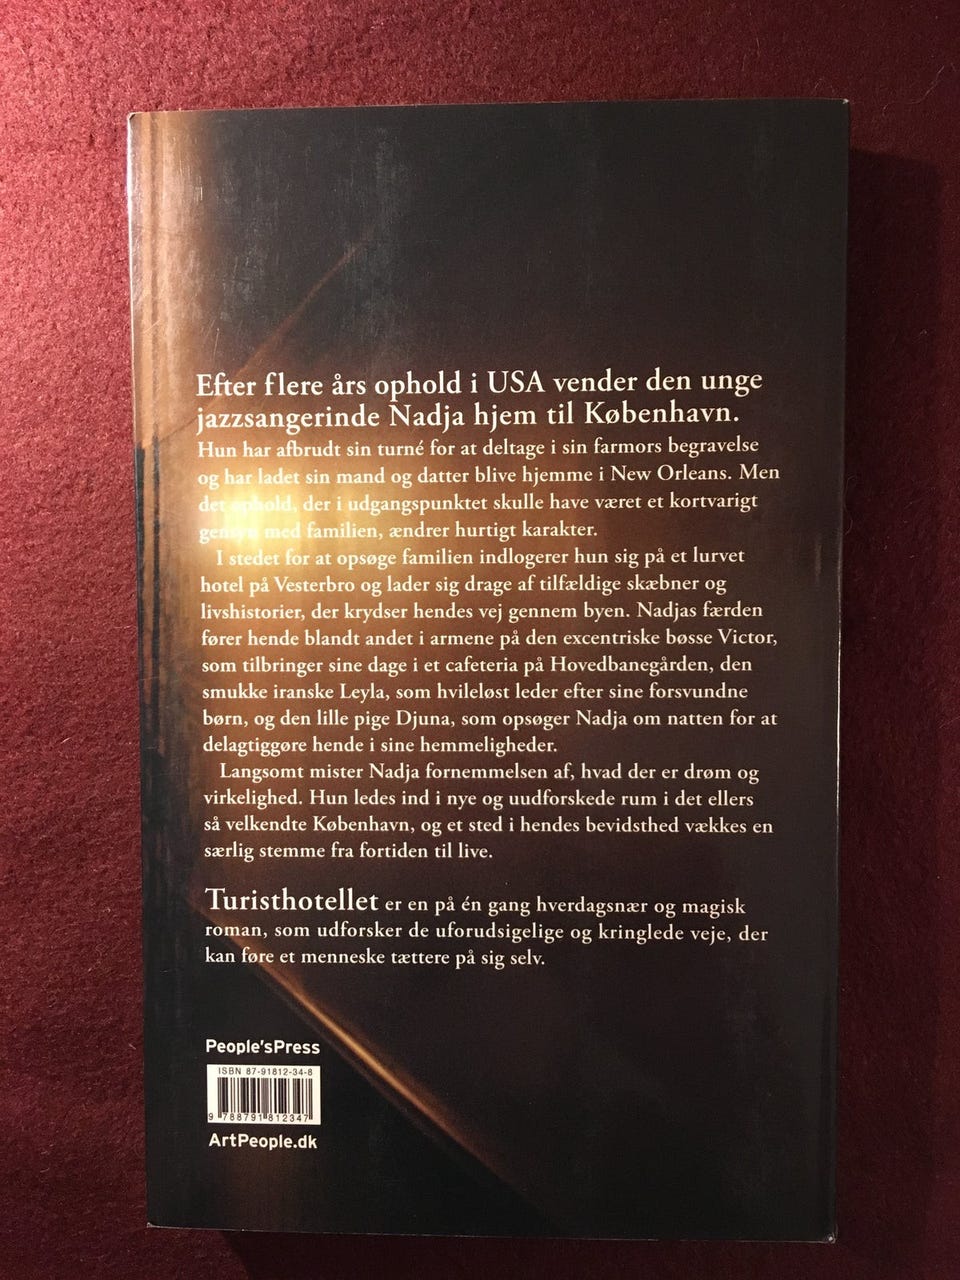 Efter flere års ophold i USA vender den unge
jazzsangerinde Nadja hjem til København.
Hun har afbrudt sin turné for at deltage i sin farmors begravelse
og har ladet sin mand og datter blive hjemme i New Orleans. Men
det ophold, der i udgangspunktet skulle have været et kortvarigt
gensyn med familien, ændrer hurtigt karakter.
I stedet for at opsøge familien indlogerer hun sig på et lurvet
hotel på Vesterbro og lader sig drage af tilfældige skæbner og
livshistorier, der krydser hendes vej gennem byen. Nadjas færden
fører hende blandt andet i armene på den excentriske bøsse Victor,
som tilbringer sine dage i et cafeteria på Hovedbanegården, den
smukke iranske Leyla, som hvileløst leder efter sine forsvundne
børn, og den lille pige Djuna, som opsøger Nadja om natten for at
delagtiggøre hende i sine hemmeligheder.
Langsomt mister Nadja fornemmelsen af, hvad der er drøm og
virkelighed. Hun ledes ind i nye og uudforskede rum i det ellers
så velkendte København, og et sted i hendes bevidsthed vækkes en
særlig stemme fra fortiden til live.
Turisthotellet er en på én gang hverdagsnær og magisk
roman, som udforsker de uforudsigelige og kringlede veje, der
kan føre et menneske tættere på sig selv.
People'sPress
ISBN 87-91812-34-8
9 788791 812347
ArtPeople.dk